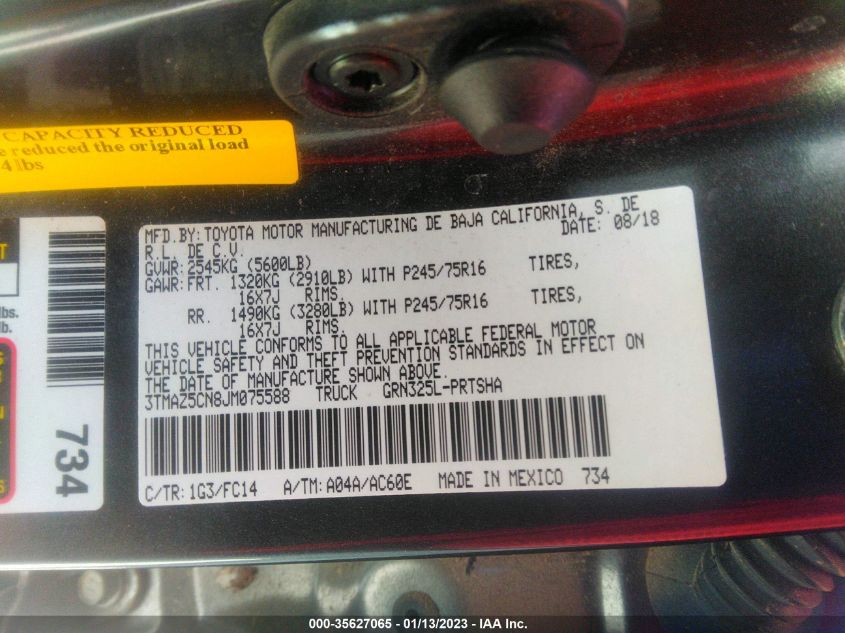 CAPACITY REDUCED
reduced the original load
lbs
MFD.BY: TOYOTA MOTOR MANUFACTURING DE BAJA CALIFORNIA, S. DE
R.L. DE C.V. DATE: 08/18
GVWR: 2545KG (5600LB)
GAWR: FRT. 1320KG (2910LB) WITH P245/75R16 TIRES,
16X7J RIMS.
RR. 1490KG (3280LB) WITH P245/75R16 TIRES,
16X7J RIMS.
THIS VEHICLE CONFORMS TO ALL APPLICABLE FEDERAL MOTOR
VEHICLE SAFETY AND THEFT PREVENTION STANDARDS IN EFFECT ON
THE DATE OF MANUFACTURE SHOWN ABOVE.
3TMAZ5CN8JM075588 TRUCK GRN325L-PRTSHA
C/TR: 1G3/FC14 A/TM: A04A/AC60E MADE IN MEXICO 734
lbs.
lb.
734
000-35627065 — 01/13/2023 — IAA Inc.